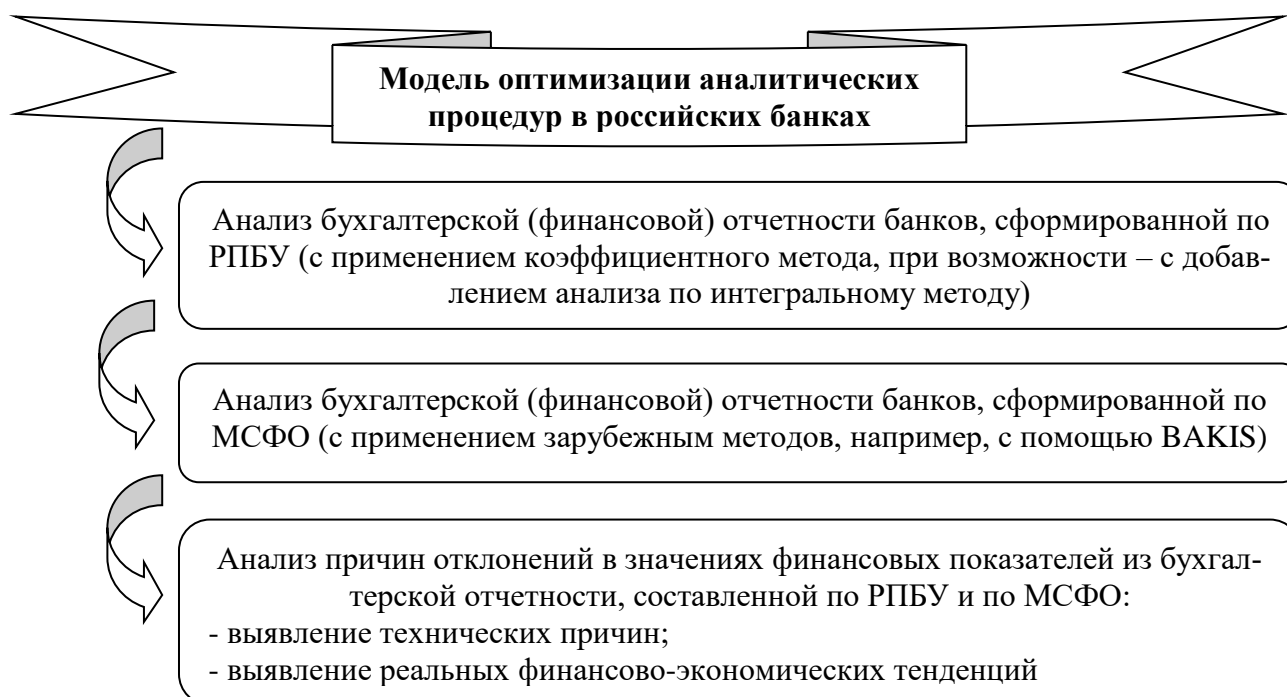 Модель оптимизации аналитических
процедур в российских банках
Анализ бухгалтерской (финансовой) отчетности банков, сформированной по
РПБУ (с применением коэффициентного метода, при возможности – с добав-
лением анализа по интегральному методу)
Анализ бухгалтерской (финансовой) отчетности банков, сформированной по
МСФО (с применением зарубежным методов, например, с помощью BAKIS)
Анализ причин отклонений в значениях финансовых показателей из бухгал-
терской отчетности, составленной по РПБУ и по МСФО:
- выявление технических причин;
- выявление реальных финансово-экономических тенденций